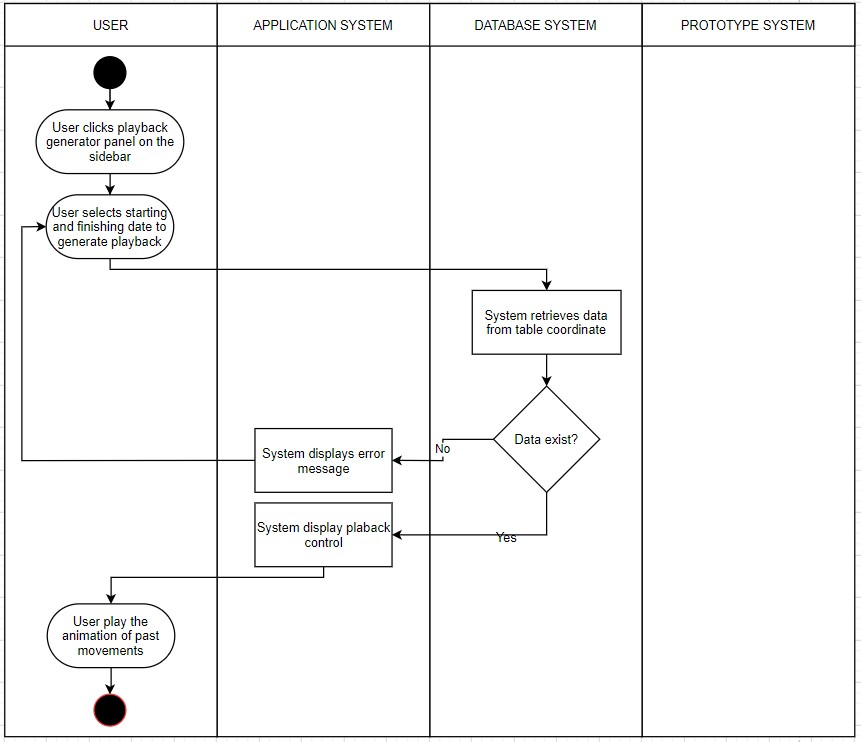 USER
APPLICATION SYSTEM
DATABASE SYSTEM
PROTOTYPE SYSTEM
User clicks playback
generator panel on the
sidebar
User selects starting
and finishing date to
generate playback
System retrieves data
from table coordinate
Data exist?
No
System displays error
message
Yes
System display plaback
control
User play the
animation of past
movements